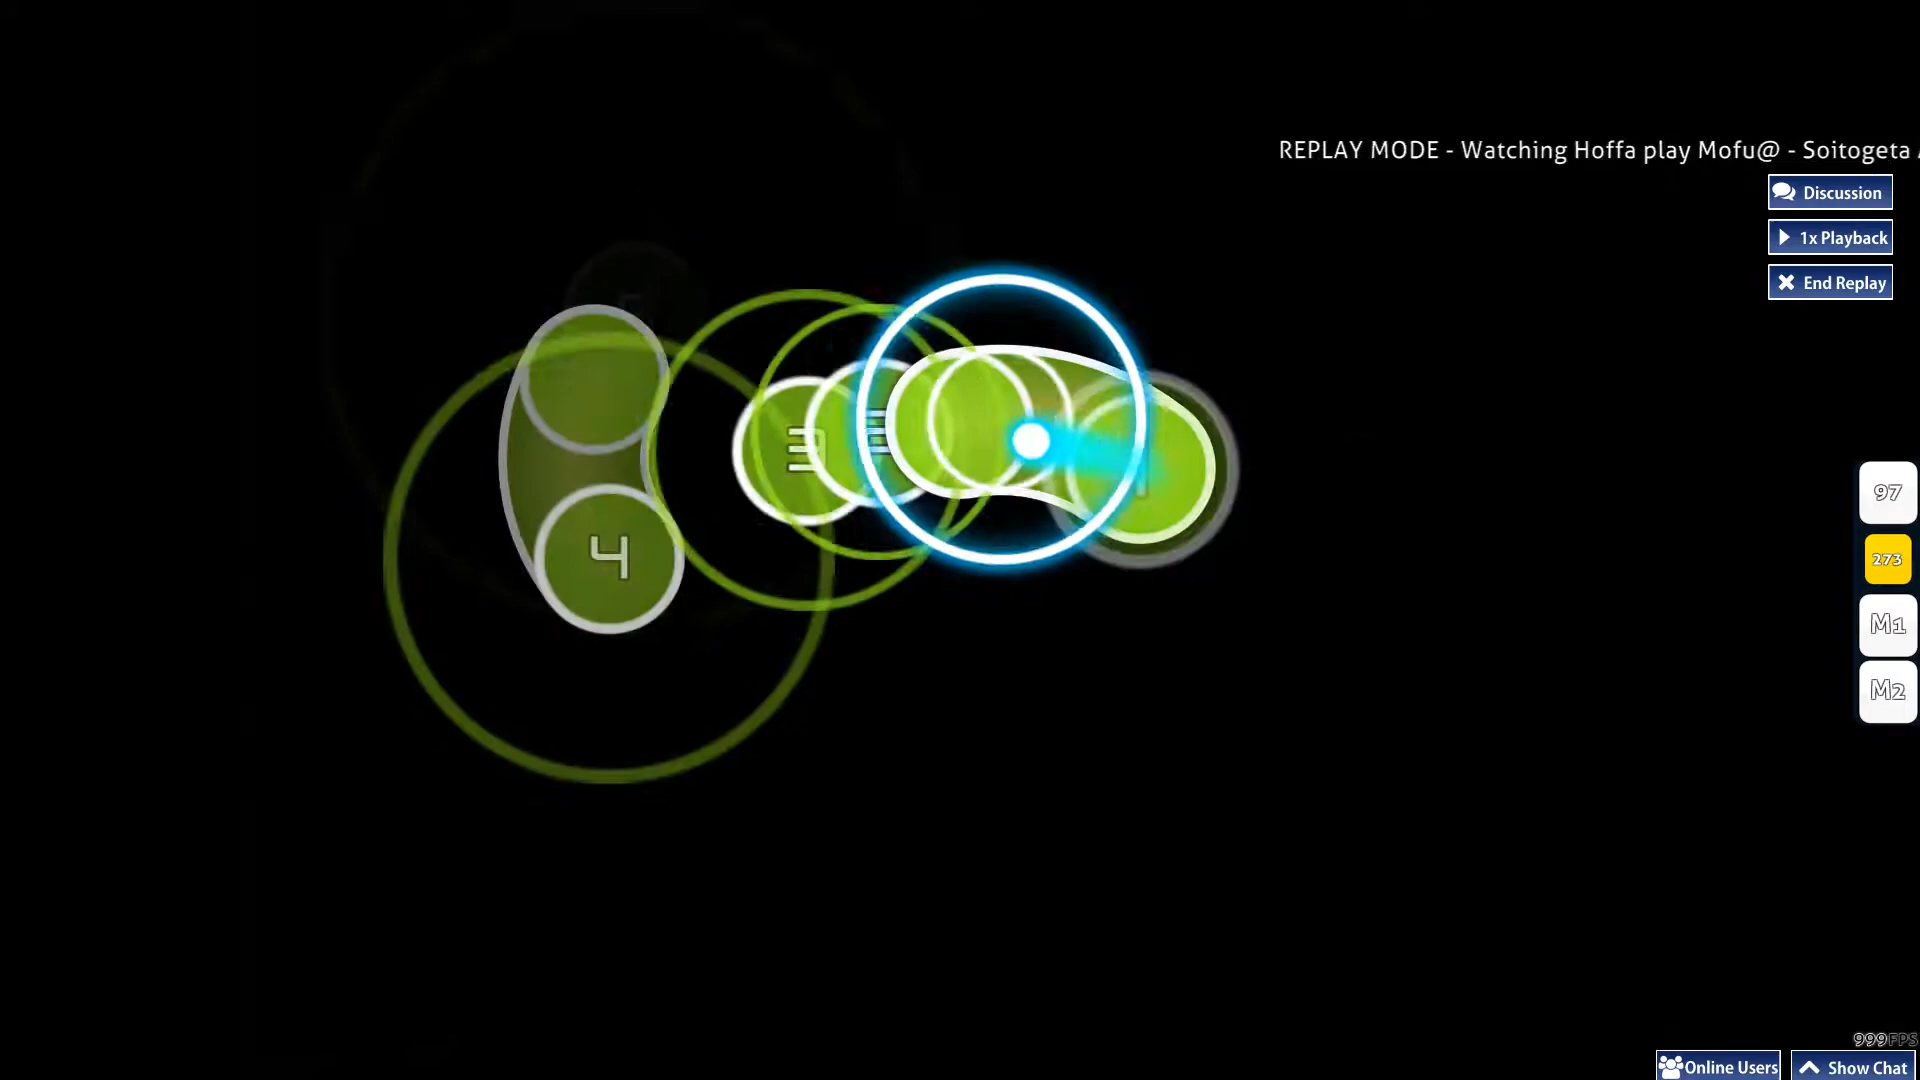 REPLAY MODE - Watching Hoffa play Mofu@ - Soitogeta
Discussion
1x Playback
End Replay
3
4
1
97
273
M1
M2
999FPS
Online Users
Show Chat